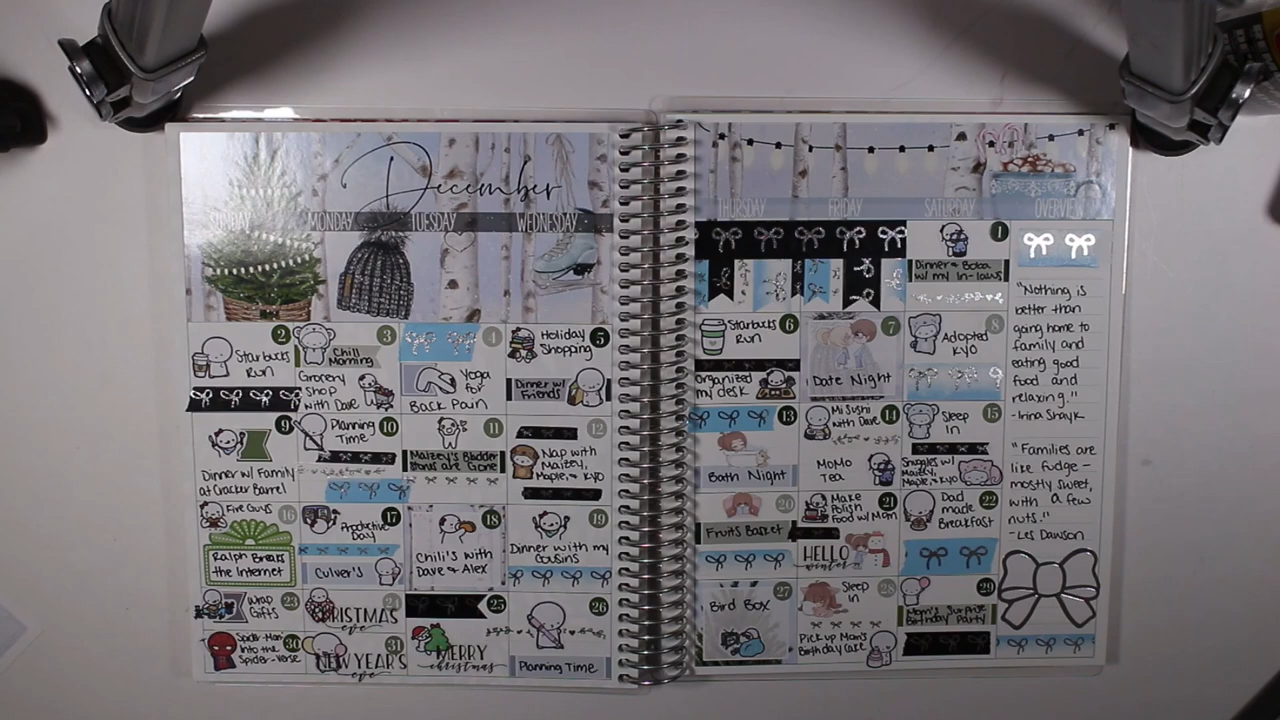 December
SUNDAY
MONDAY
TUESDAY
WEDNESDAY
THURSDAY
FRIDAY
SATURDAY
OVERVIEW
1
Dinner & Boba
w/ my In-laws
2
Starbucks
Run
3
Chill
Morning
Grocery
Shop
with Dave
4
Yoga
for
Back Pain
5
Holiday
Shopping
Dinner w/
Friends
6
Starbucks
Run
Organized
my desk
7
Date Night
8
Adopted
Kyo
9
Dinner w/ Family
at Cracker Barrel
10
Planning
Time
11
Maizey's Bladder
Stones are Gone
12
Nap with
Maizey,
Maple, & Kyo
13
Bath Night
14
Mi Sushi
with Dave
MoMo
Tea
15
Sleep
In
Snuggles w/
Maizey,
Maple, & Kyo
16
Five Guys
Ralph Breaks
the Internet
17
Productive
Day
Culver's
18
Chili's with
Dave & Alex
19
Dinner with my
Cousins
20
Fruits Basket
21
Make
Polish
Food w/ Mom
HELLO
winter
22
Dad
made
Breakfast
23
Wrap
Gifts
30
Spider-Man
Into the
Spider-Verse
24
CHRISTMAS
eve
31
NEW YEAR'S
eve
25
MERRY
christmas
26
Planning Time
27
Bird Box
28
Sleep
In
Pick up Mom's
Birthday Cake
29
Mom's Surprise
Birthday Party
"Nothing is
better than
going home to
family and
eating good
food and
relaxing."
-Irina Shayk
"Families are
like fudge-
mostly sweet,
with a few
nuts."
-Les Dawson